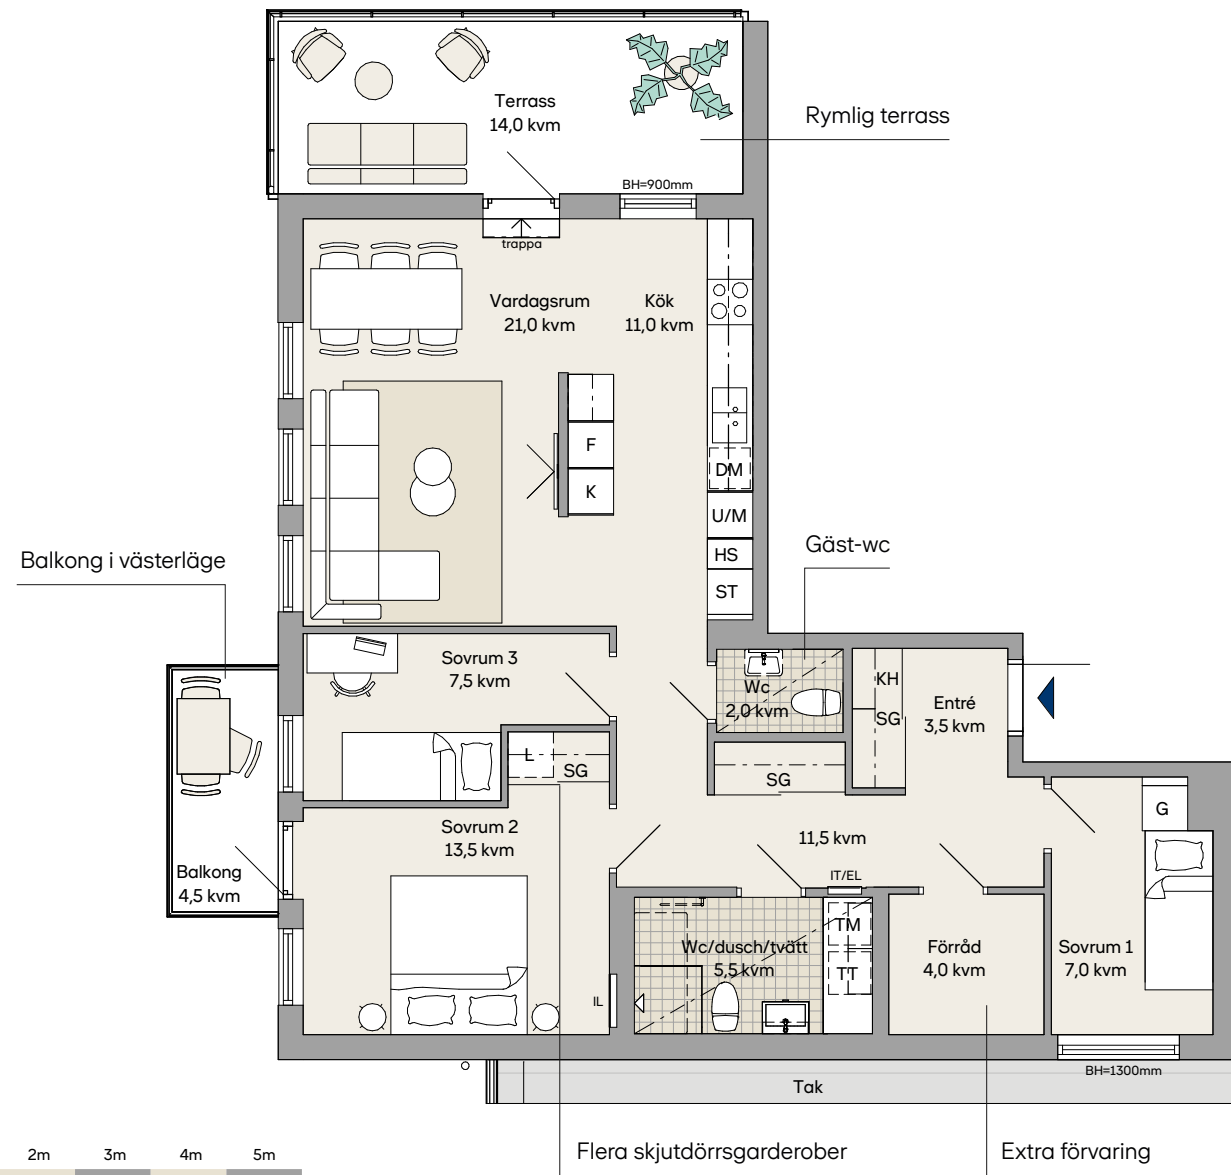 Terrass
14,0 kvm
Rymlig terrass
BH=900mm
trappa
Vardagsrum
21,0 kvm
Kök
11,0 kvm
F
K
DM
U/M
HS
ST
Balkong i västerläge
Gäst-wc
Sovrum 3
7,5 kvm
Wc
2,0 kvm
KH
SG
Entré
3,5 kvm
L
SG
SG
Sovrum 2
13,5 kvm
11,5 kvm
G
Balkong
4,5 kvm
IT/EL
TM
Wc/dusch/tvätt
5,5 kvm
TT
Förråd
4,0 kvm
Sovrum 1
7,0 kvm
IL
BH=1300mm
Tak
2m 3m 4m 5m
Flera skjutdörrsgarderober
Extra förvaring